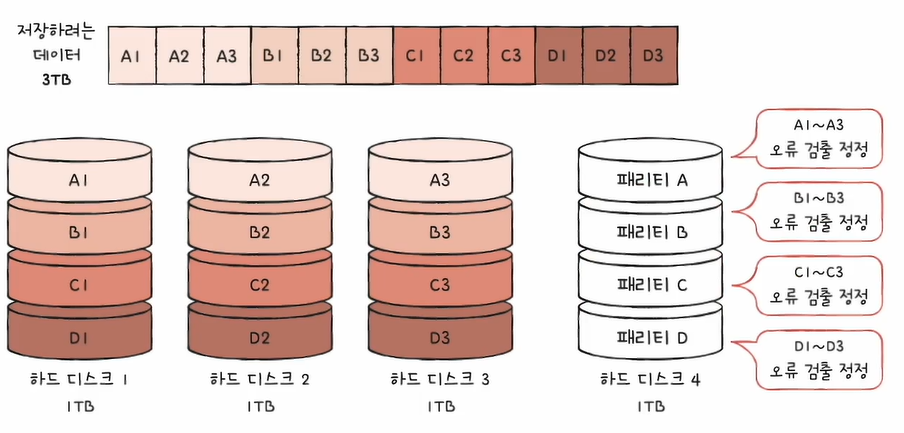 저장하려는
데이터
3TB
A1 A2 A3 B1 B2 B3 C1 C2 C3 D1 D2 D3
A1 A2 A3 패리티 A
B1 B2 B3 패리티 B
C1 C2 C3 패리티 C
D1 D2 D3 패리티 D
A1~A3
오류 검출 정정
B1~B3
오류 검출 정정
C1~C3
오류 검출 정정
D1~D3
오류 검출 정정
하드 디스크 1 하드 디스크 2 하드 디스크 3 하드 디스크 4
1TB 1TB 1TB 1TB